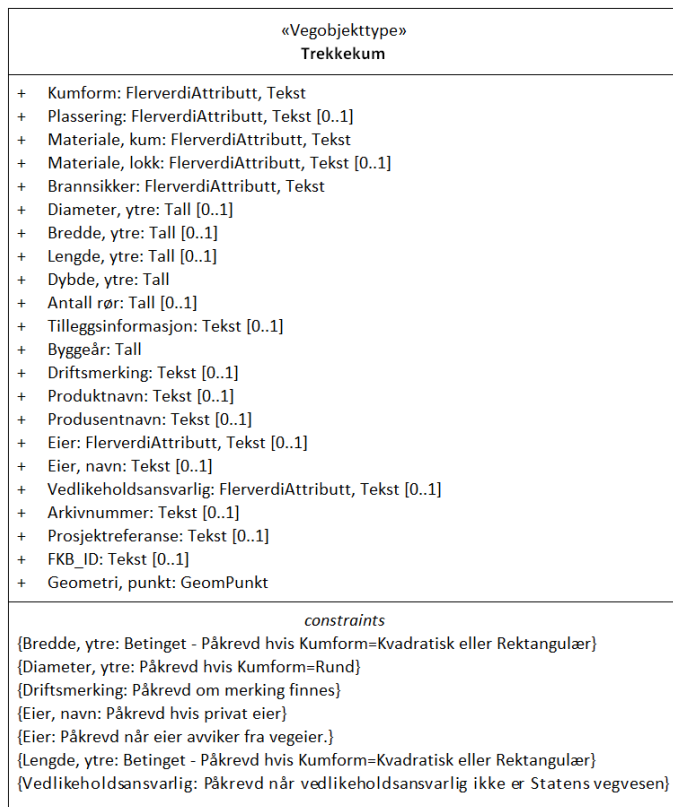 «Vegobjekttype»
Trekkekum
+ Kumform: FlerverdiAttributt, Tekst
+ Plassering: FlerverdiAttributt, Tekst [0..1]
+ Materiale, kum: FlerverdiAttributt, Tekst
+ Materiale, lokk: FlerverdiAttributt, Tekst [0..1]
+ Brannsikker: FlerverdiAttributt, Tekst
+ Diameter, ytre: Tall [0..1]
+ Bredde, ytre: Tall [0..1]
+ Lengde, ytre: Tall [0..1]
+ Dybde, ytre: Tall
+ Antall rør: Tall [0..1]
+ Tilleggsinformasjon: Tekst [0..1]
+ Byggeår: Tall
+ Driftsmerking: Tekst [0..1]
+ Produktnavn: Tekst [0..1]
+ Produsentnavn: Tekst [0..1]
+ Eier: FlerverdiAttributt, Tekst [0..1]
+ Eier, navn: Tekst [0..1]
+ Vedlikeholdsansvarlig: FlerverdiAttributt, Tekst [0..1]
+ Arkivnummer: Tekst [0..1]
+ Prosjektreferanse: Tekst [0..1]
+ FKB_ID: Tekst [0..1]
+ Geometri, punkt: GeomPunkt
constraints
{Bredde, ytre: Betinget - Påkrevd hvis Kumform=Kvadratisk eller Rektangulær}
{Diameter, ytre: Påkrevd hvis Kumform=Rund}
{Driftsmerking: Påkrevd om merking finnes}
{Eier, navn: Påkrevd hvis privat eier}
{Eier: Påkrevd når eier avviker fra vegeier.}
{Lengde, ytre: Betinget - Påkrevd hvis Kumform=Kvadratisk eller Rektangulær}
{Vedlikeholdsansvarlig: Påkrevd når vedlikeholdsansvarlig ikke er Statens vegvesen}